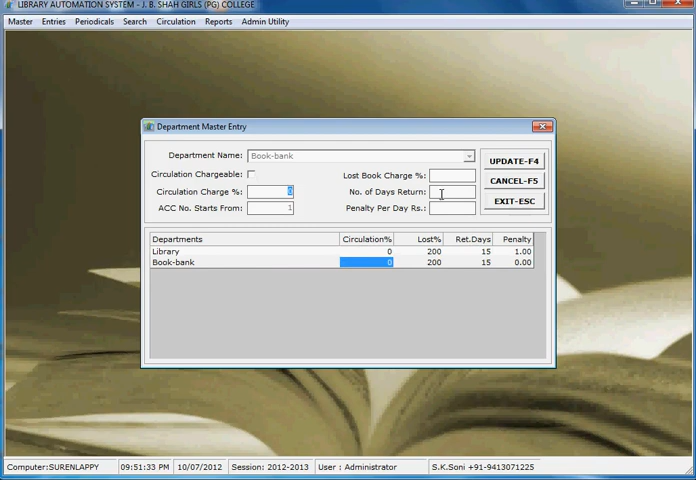 LIBRARY AUTOMATION SYSTEM - J. B. SHAH GIRLS (PG) COLLEGE
Master Entries Periodicals Search Circulation Reports Admin Utility
Department Master Entry
Department Name: Book-bank
Circulation Chargeable:
Circulation Charge %: 0
ACC No. Starts From: 1
Lost Book Charge %:
No. of Days Return:
Penalty Per Day Rs.:
UPDATE-F4
CANCEL-F5
EXIT-ESC
Departments Circulation% Lost% Ret.Days Penalty
Library 0 200 15 1.00
Book-bank 0 200 15 0.00
Computer:SURENLAPPY 09:51:33 PM 10/07/2012 Session: 2012-2013 User : Administrator S.K.Soni +91-9413071225